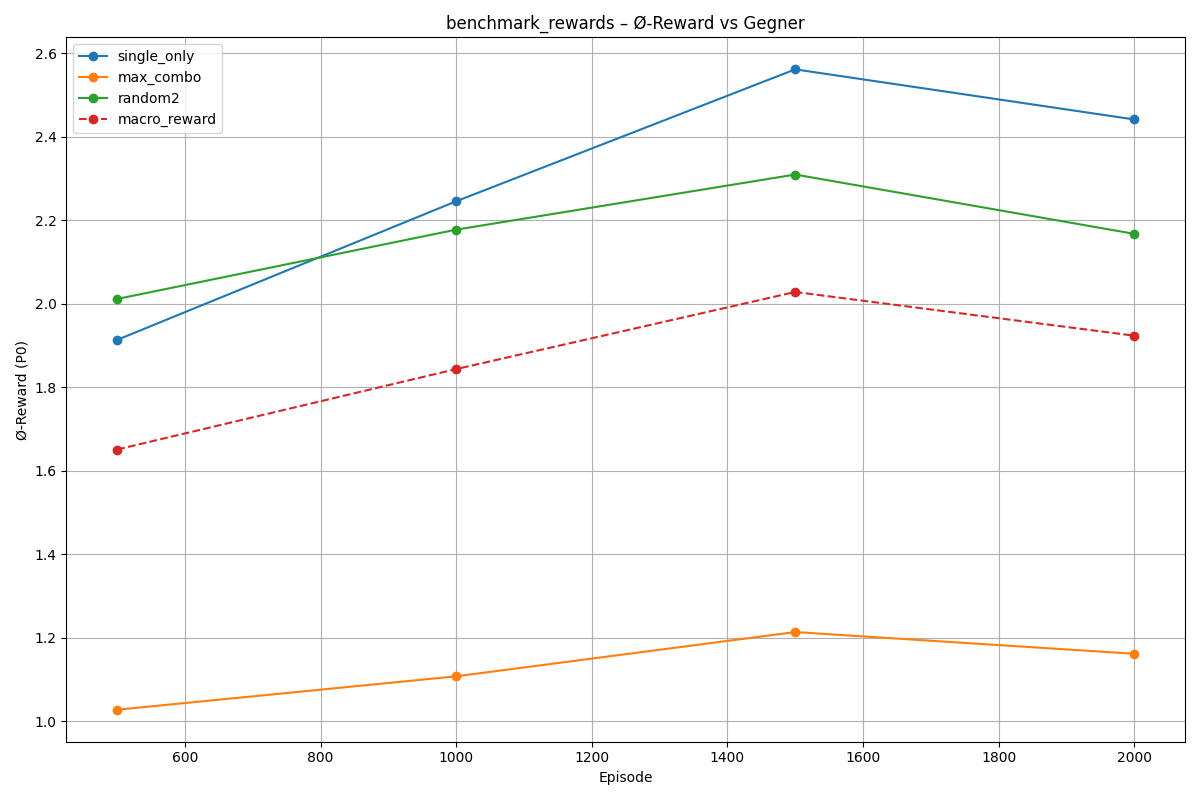 benchmark_rewards – Ø-Reward vs Gegner
single_only
max_combo
random2
macro_reward
Ø-Reward (P0)
2.6
2.4
2.2
2.0
1.8
1.6
1.4
1.2
1.0
600 800 1000 1200 1400 1600 1800 2000
Episode